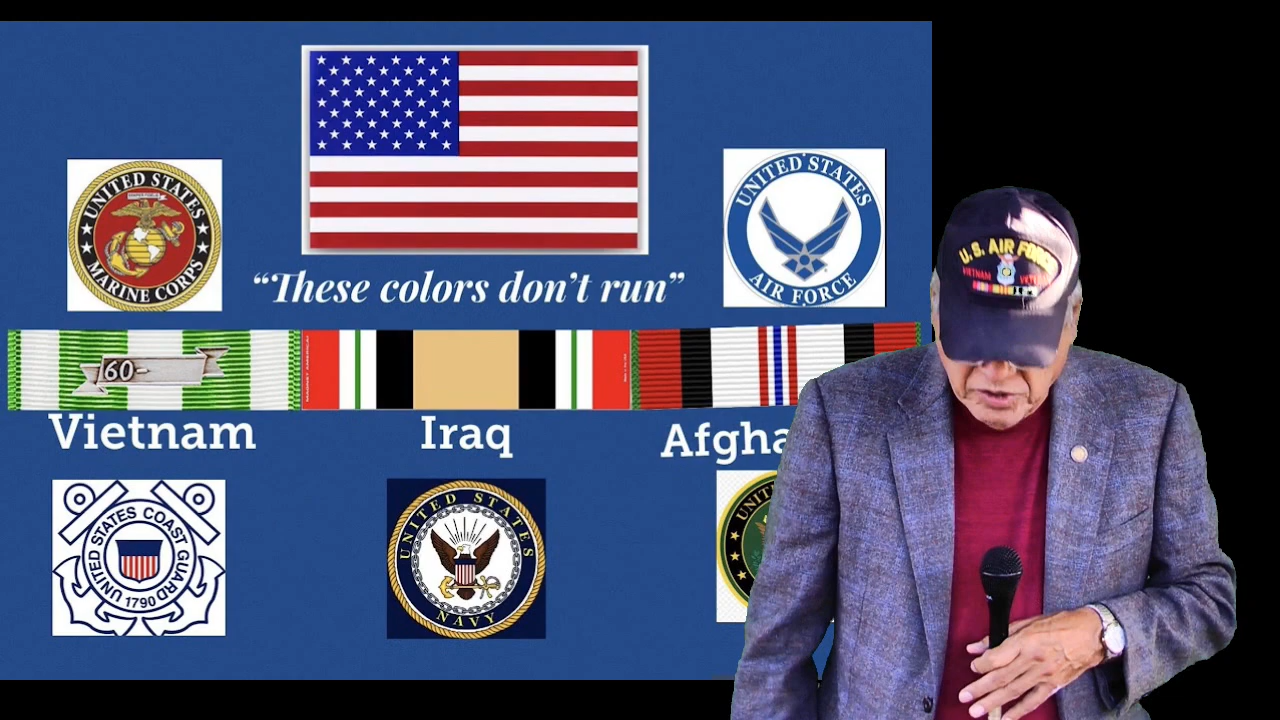 UNITED STATES
MARINE CORPS
UNITED STATES
AIR FORCE
“These colors don’t run”
U.S. AIR FORCE
VIETNAM
60-
Vietnam
Iraq
Afgha
UNITED STATES COAST GUARD
1790
UNITED STATES
NAVY
UNIT